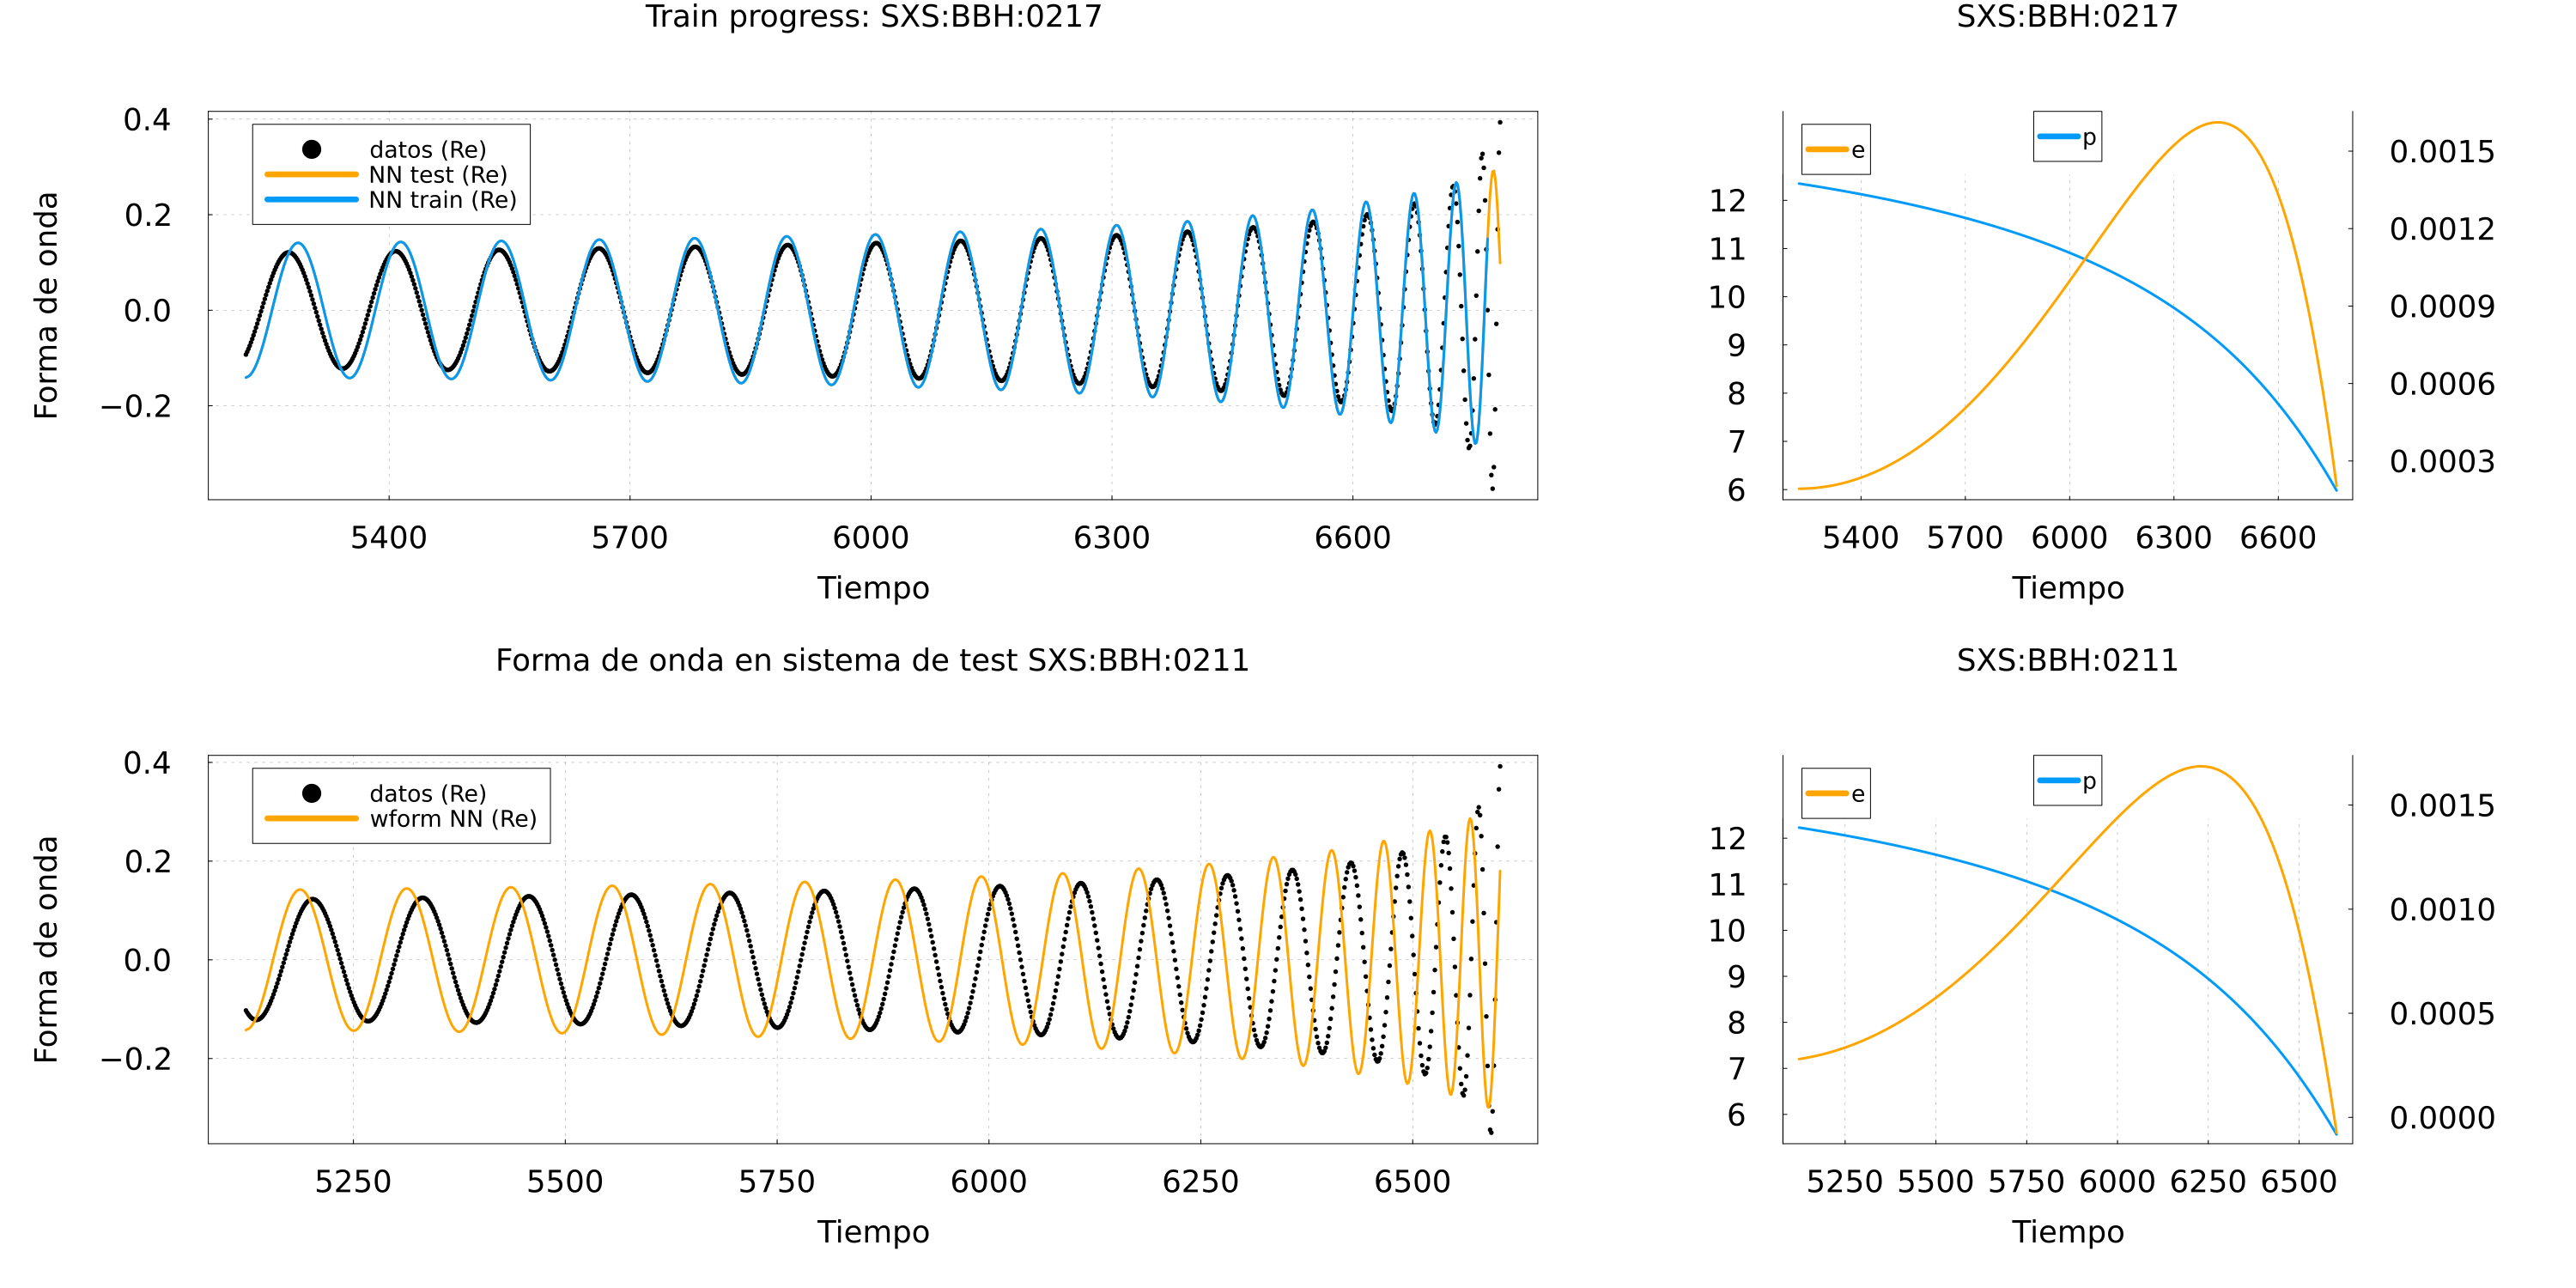 Train progress: SXS:BBH:0217
Forma de onda
0.4
0.2
0.0
−0.2
datos (Re)
NN test (Re)
NN train (Re)
5400 5700 6000 6300 6600
Tiempo
SXS:BBH:0217
12
11
10
9
8
7
6
e
p
0.0015
0.0012
0.0009
0.0006
0.0003
5400 5700 6000 6300 6600
Tiempo
Forma de onda en sistema de test SXS:BBH:0211
Forma de onda
0.4
0.2
0.0
−0.2
datos (Re)
wform NN (Re)
5250 5500 5750 6000 6250 6500
Tiempo
SXS:BBH:0211
12
11
10
9
8
7
6
e
p
0.0015
0.0010
0.0005
0.0000
5250 5500 5750 6000 6250 6500
Tiempo